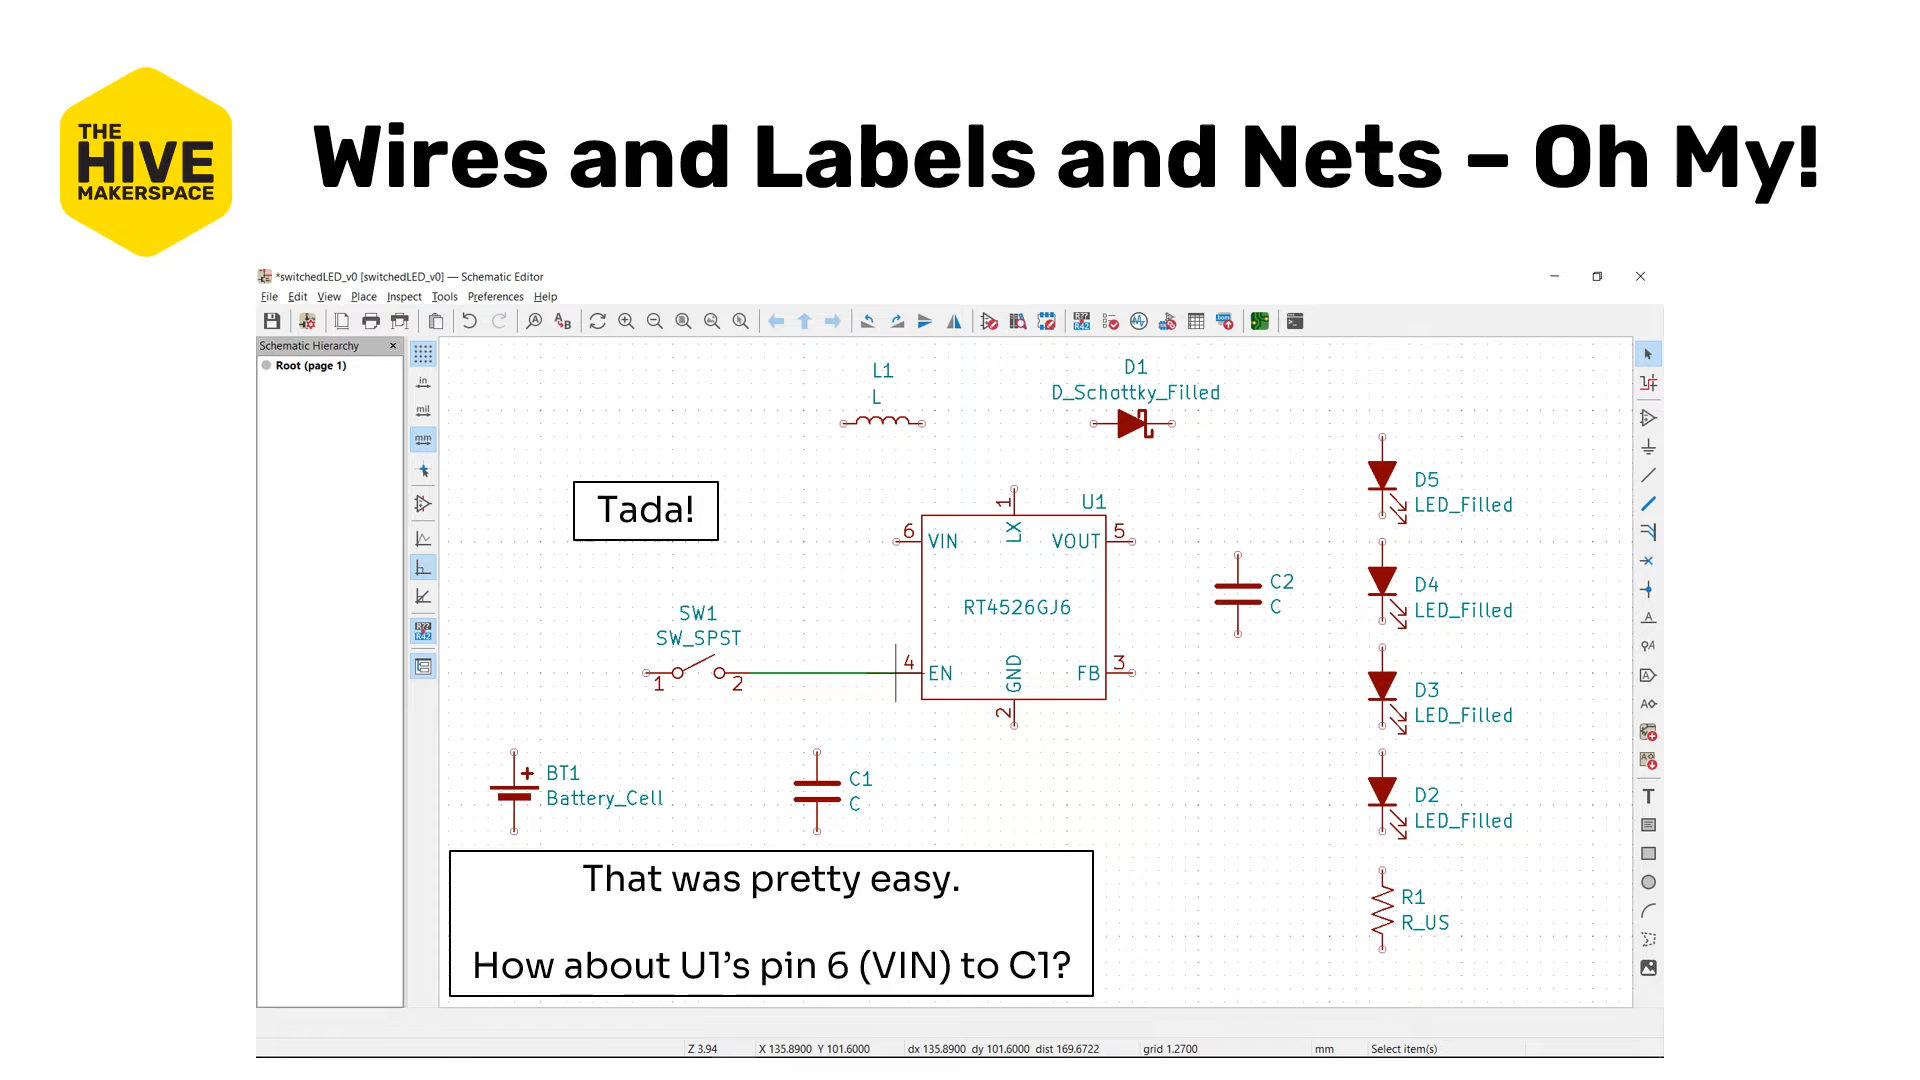 THE
HIVE
MAKERSPACE
Wires and Labels and Nets – Oh My!
*switchedLED_v0 [switchedLED_v0] — Schematic Editor
File Edit View Place Inspect Tools Preferences Help
Schematic Hierarchy
Root (page 1)
in
mil
mm
R??
R42
L1
L
D1
D_Schottky_Filled
Tada!
U1
1
LX
6
VIN
VOUT
5
RT4526GJ6
4
EN
GND
FB
3
2
SW1
SW_SPST
1
2
C2
C
D5
LED_Filled
D4
LED_Filled
D3
LED_Filled
D2
LED_Filled
R1
R_US
BT1
Battery_Cell
C1
C
That was pretty easy.
How about U1’s pin 6 (VIN) to C1?
Z 3.94 X 135.8900 Y 101.6000 dx 135.8900 dy 101.6000 dist 169.6722 grid 1.2700 mm Select item(s)